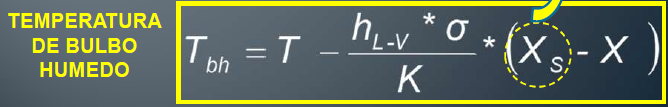 TEMPERATURA
DE BULBO
HUMEDO
T_bh = T − (h_L-V * σ / K) * (X_S - X)